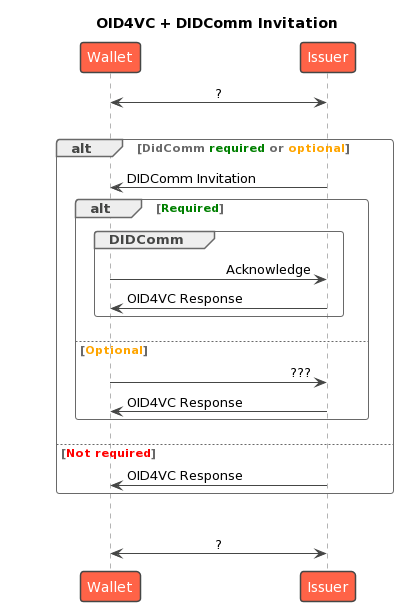 OID4VC + DIDComm Invitation
Wallet Issuer
?
alt [DidComm required or optional]
DIDComm Invitation
alt [Required]
DIDComm
Acknowledge
OID4VC Response
[Optional]
???
OID4VC Response
[Not required]
OID4VC Response
?
Wallet Issuer